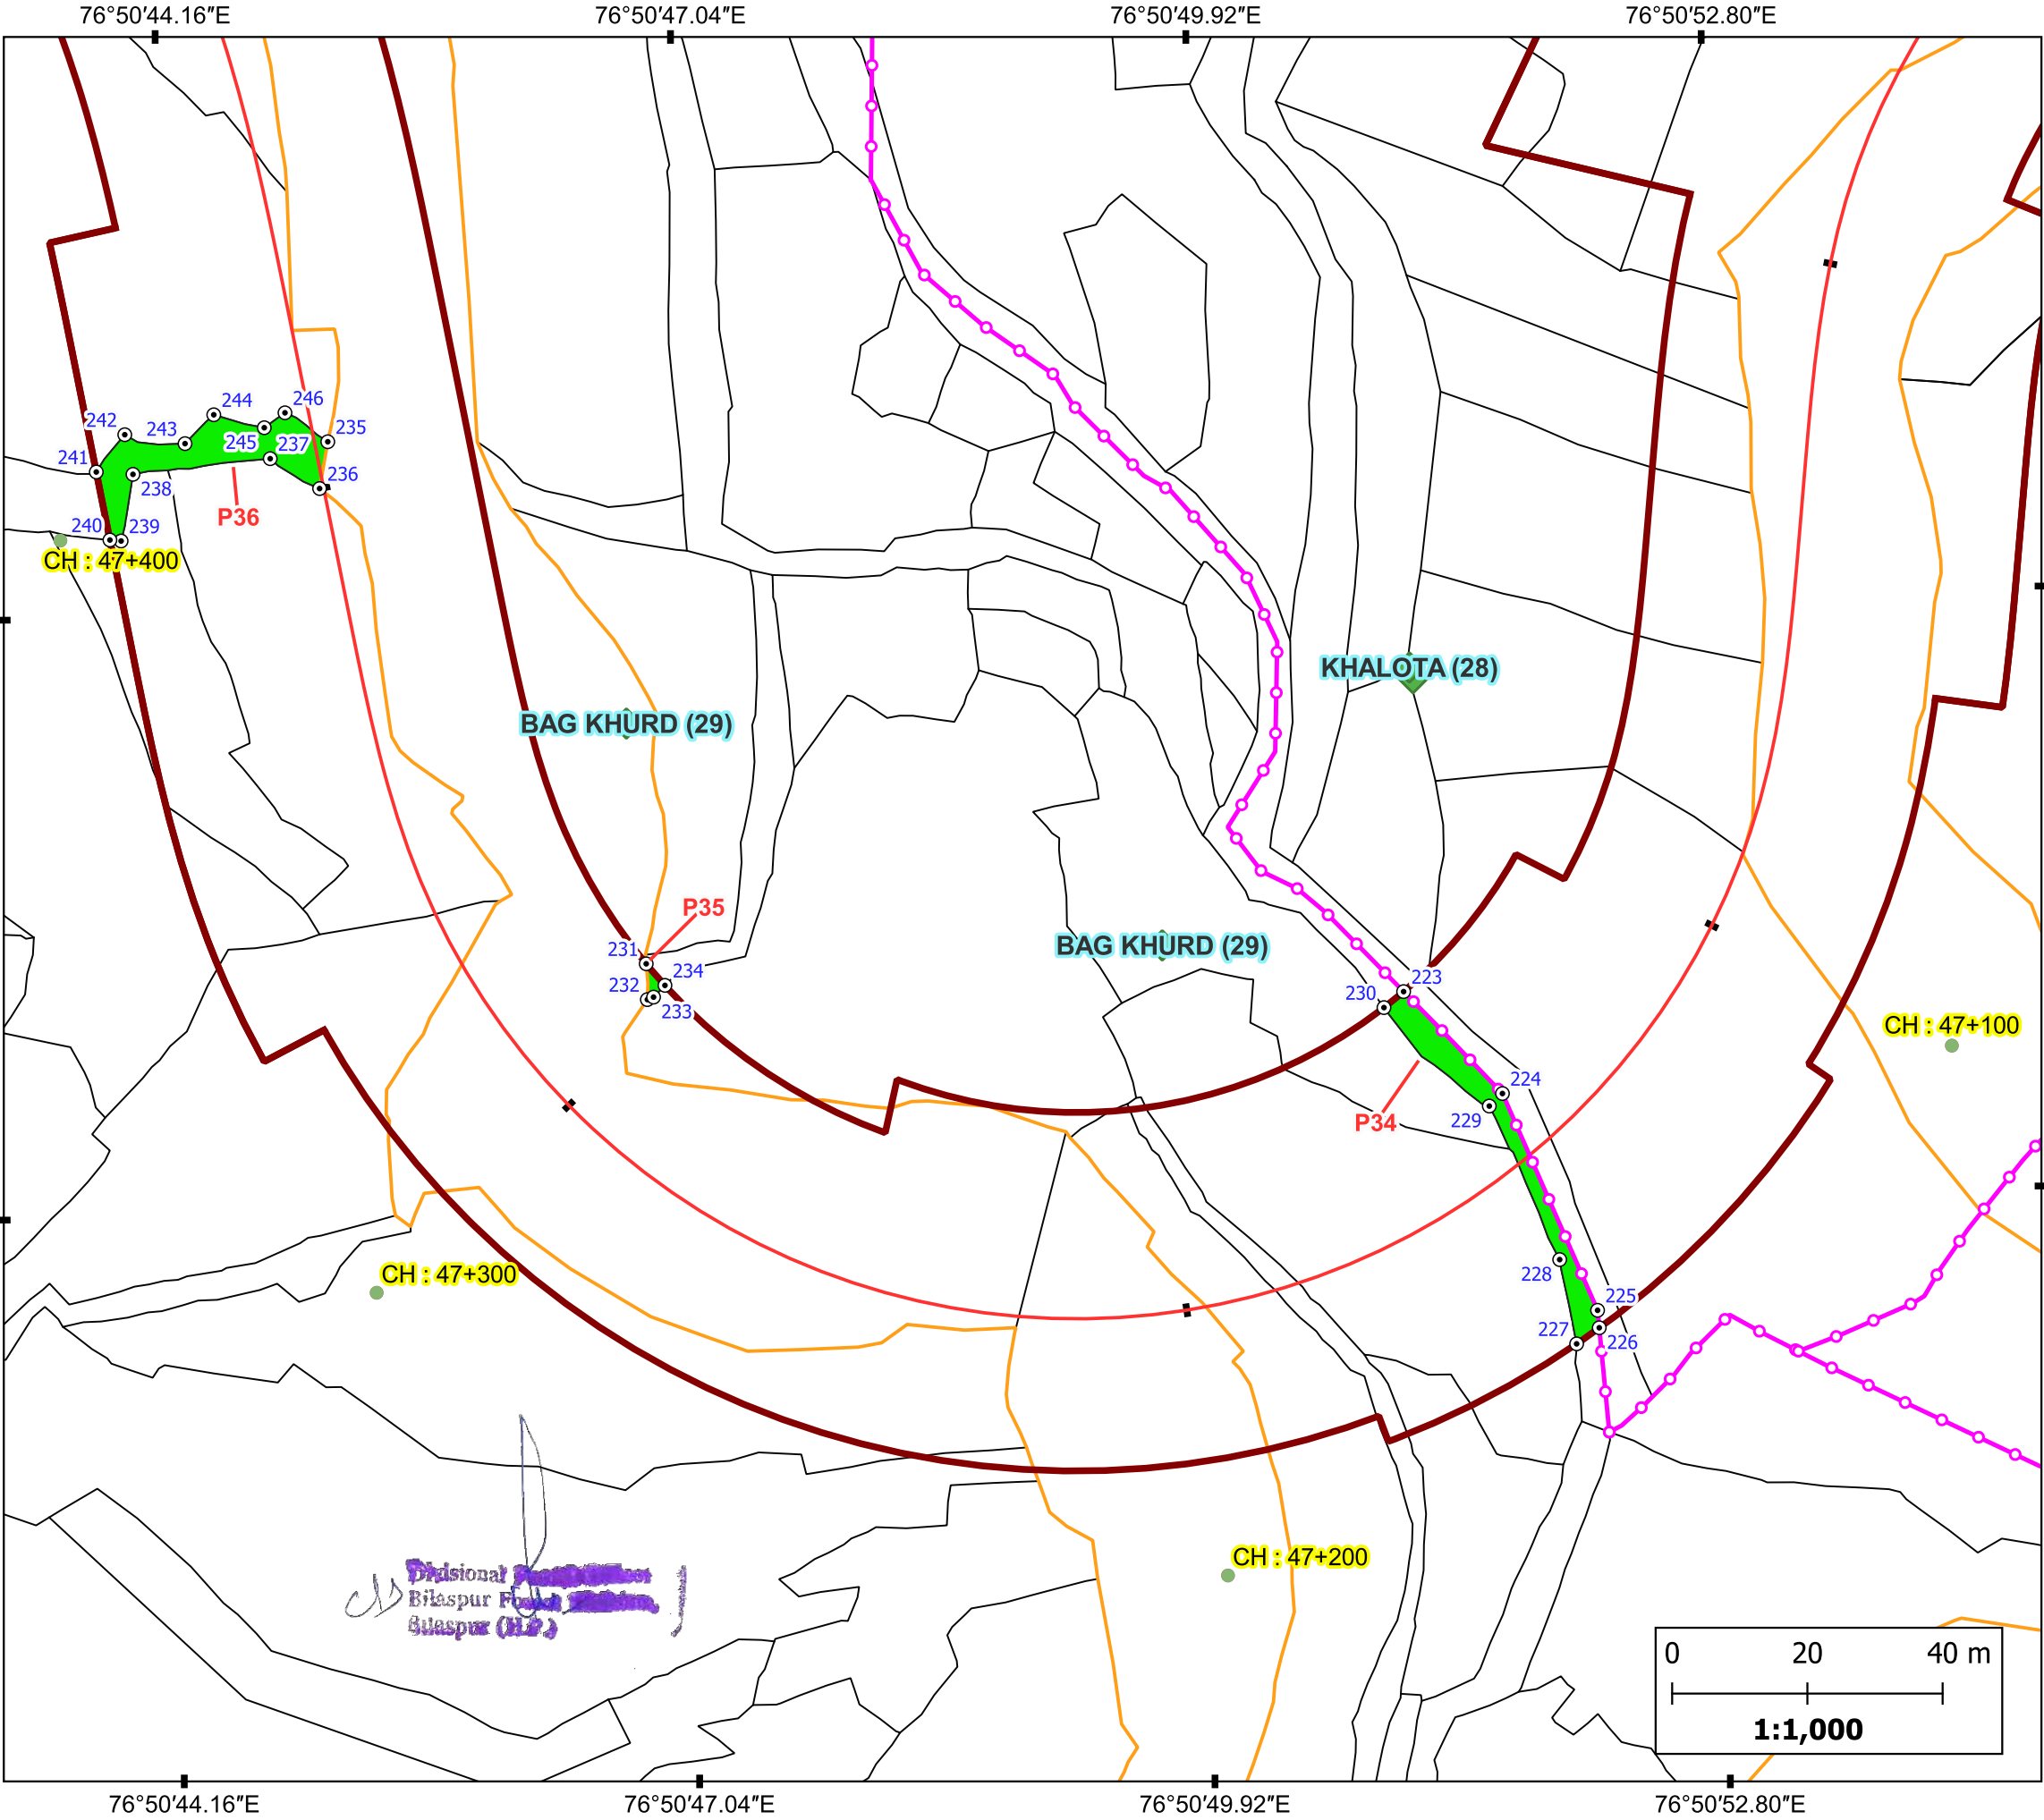 76°50′44.16″E 76°50′47.04″E 76°50′49.92″E 76°50′52.80″E
244 246
242 243 235
245 237
241 236
238
P36
240 239
CH : 47+400
KHALOTA (28)
BAG KHURD (29)
P35
231 BAG KHURD (29)
234 223
232 230
233
CH : 47+100
224
229
P34
228
CH : 47+300
225
227
226
CH : 47+200
Divisional
Bilaspur
Bilaspur (H.P.)
0 20 40 m
1:1,000
76°50′44.16″E 76°50′47.04″E 76°50′49.92″E 76°50′52.80″E